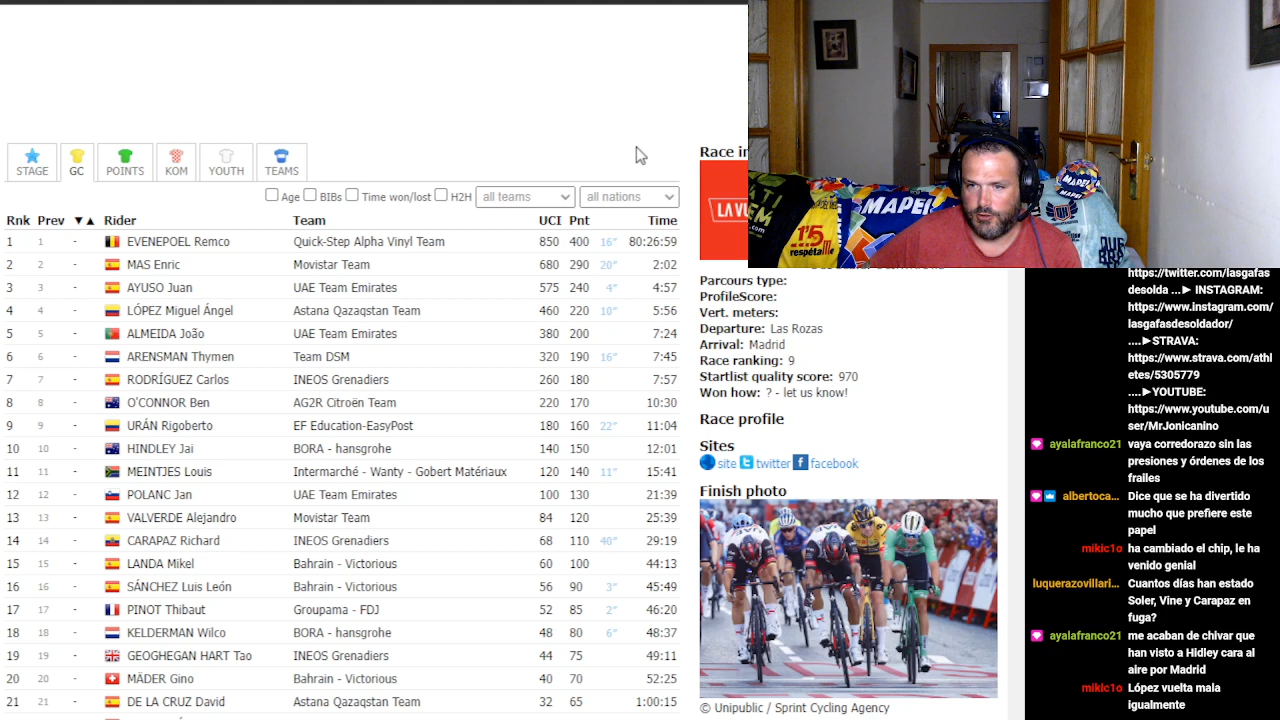 STAGE GC POINTS KOM YOUTH TEAMS
Age BIBs Time won/lost H2H all teams all nations
Rnk Prev ▼▲ Rider Team UCI Pnt Time
1 1 - EVENEPOEL Remco Quick-Step Alpha Vinyl Team 850 400 16″ 80:26:59
2 2 - MAS Enric Movistar Team 680 290 20″ 2:02
3 3 - AYUSO Juan UAE Team Emirates 575 240 4″ 4:57
4 4 - LÓPEZ Miguel Ángel Astana Qazaqstan Team 460 220 10″ 5:56
5 5 - ALMEIDA João UAE Team Emirates 380 200 7:24
6 6 - ARENSMAN Thymen Team DSM 320 190 16″ 7:45
7 7 - RODRÍGUEZ Carlos INEOS Grenadiers 260 180 7:57
8 8 - O'CONNOR Ben AG2R Citroën Team 220 170 10:30
9 9 - URÁN Rigoberto EF Education-EasyPost 180 160 22″ 11:04
10 10 - HINDLEY Jai BORA - hansgrohe 140 150 12:01
11 11 - MEINTJES Louis Intermarché - Wanty - Gobert Matériaux 120 140 11″ 15:41
12 12 - POLANC Jan UAE Team Emirates 100 130 21:39
13 13 - VALVERDE Alejandro Movistar Team 84 120 25:39
14 14 - CARAPAZ Richard INEOS Grenadiers 68 110 40″ 29:19
15 15 - LANDA Mikel Bahrain - Victorious 60 100 44:13
16 16 - SÁNCHEZ Luis León Bahrain - Victorious 56 90 3″ 45:49
17 17 - PINOT Thibaut Groupama - FDJ 52 85 2″ 46:20
18 18 - KELDERMAN Wilco BORA - hansgrohe 48 80 6″ 48:37
19 19 - GEOGHEGAN HART Tao INEOS Grenadiers 44 75 49:11
20 20 - MÄDER Gino Bahrain - Victorious 40 70 52:25
21 21 - DE LA CRUZ David Astana Qazaqstan Team 32 65 1:00:15
Race in
LA VU
Parcours type:
ProfileScore:
Vert. meters:
Departure: Las Rozas
Arrival: Madrid
Race ranking: 9
Startlist quality score: 970
Won how: ? - let us know!
Race profile
Sites
site twitter facebook
Finish photo
© Unipublic / Sprint Cycling Agency
MAPEI
MAPEI
1'5
respétalMe
https://twitter.com/lasgafas
desolda ...► INSTAGRAM:
https://www.instagram.com/
lasgafasdesoldador/
....►STRAVA:
https://www.strava.com/athl
etes/5305779
....►YOUTUBE:
https://www.youtube.com/u
ser/MrJonicanino
ayalafranco21 vaya corredorazo sin las
presiones y órdenes de los
frailes
albertoca... Dice que se ha divertido
mucho que prefiere este
papel
mikic1o ha cambiado el chip, le ha
venido genial
luquerazovillari... Cuantos días han estado
Soler, Vine y Carapaz en
fuga?
ayalafranco21 me acaban de chivar que
han visto a Hidley cara al
aire por Madrid
mikic1o López vuelta mala
igualmente